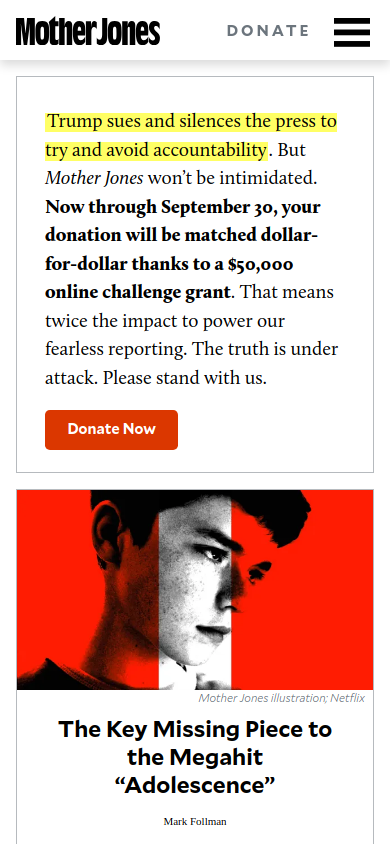 Mother Jones
DONATE
Trump sues and silences the press to
try and avoid accountability. But
Mother Jones won’t be intimidated.
Now through September 30, your
donation will be matched dollar-
for-dollar thanks to a $50,000
online challenge grant. That means
twice the impact to power our
fearless reporting. The truth is under
attack. Please stand with us.
Donate Now
Mother Jones illustration; Netflix
The Key Missing Piece to
the Megahit
“Adolescence”
Mark Follman